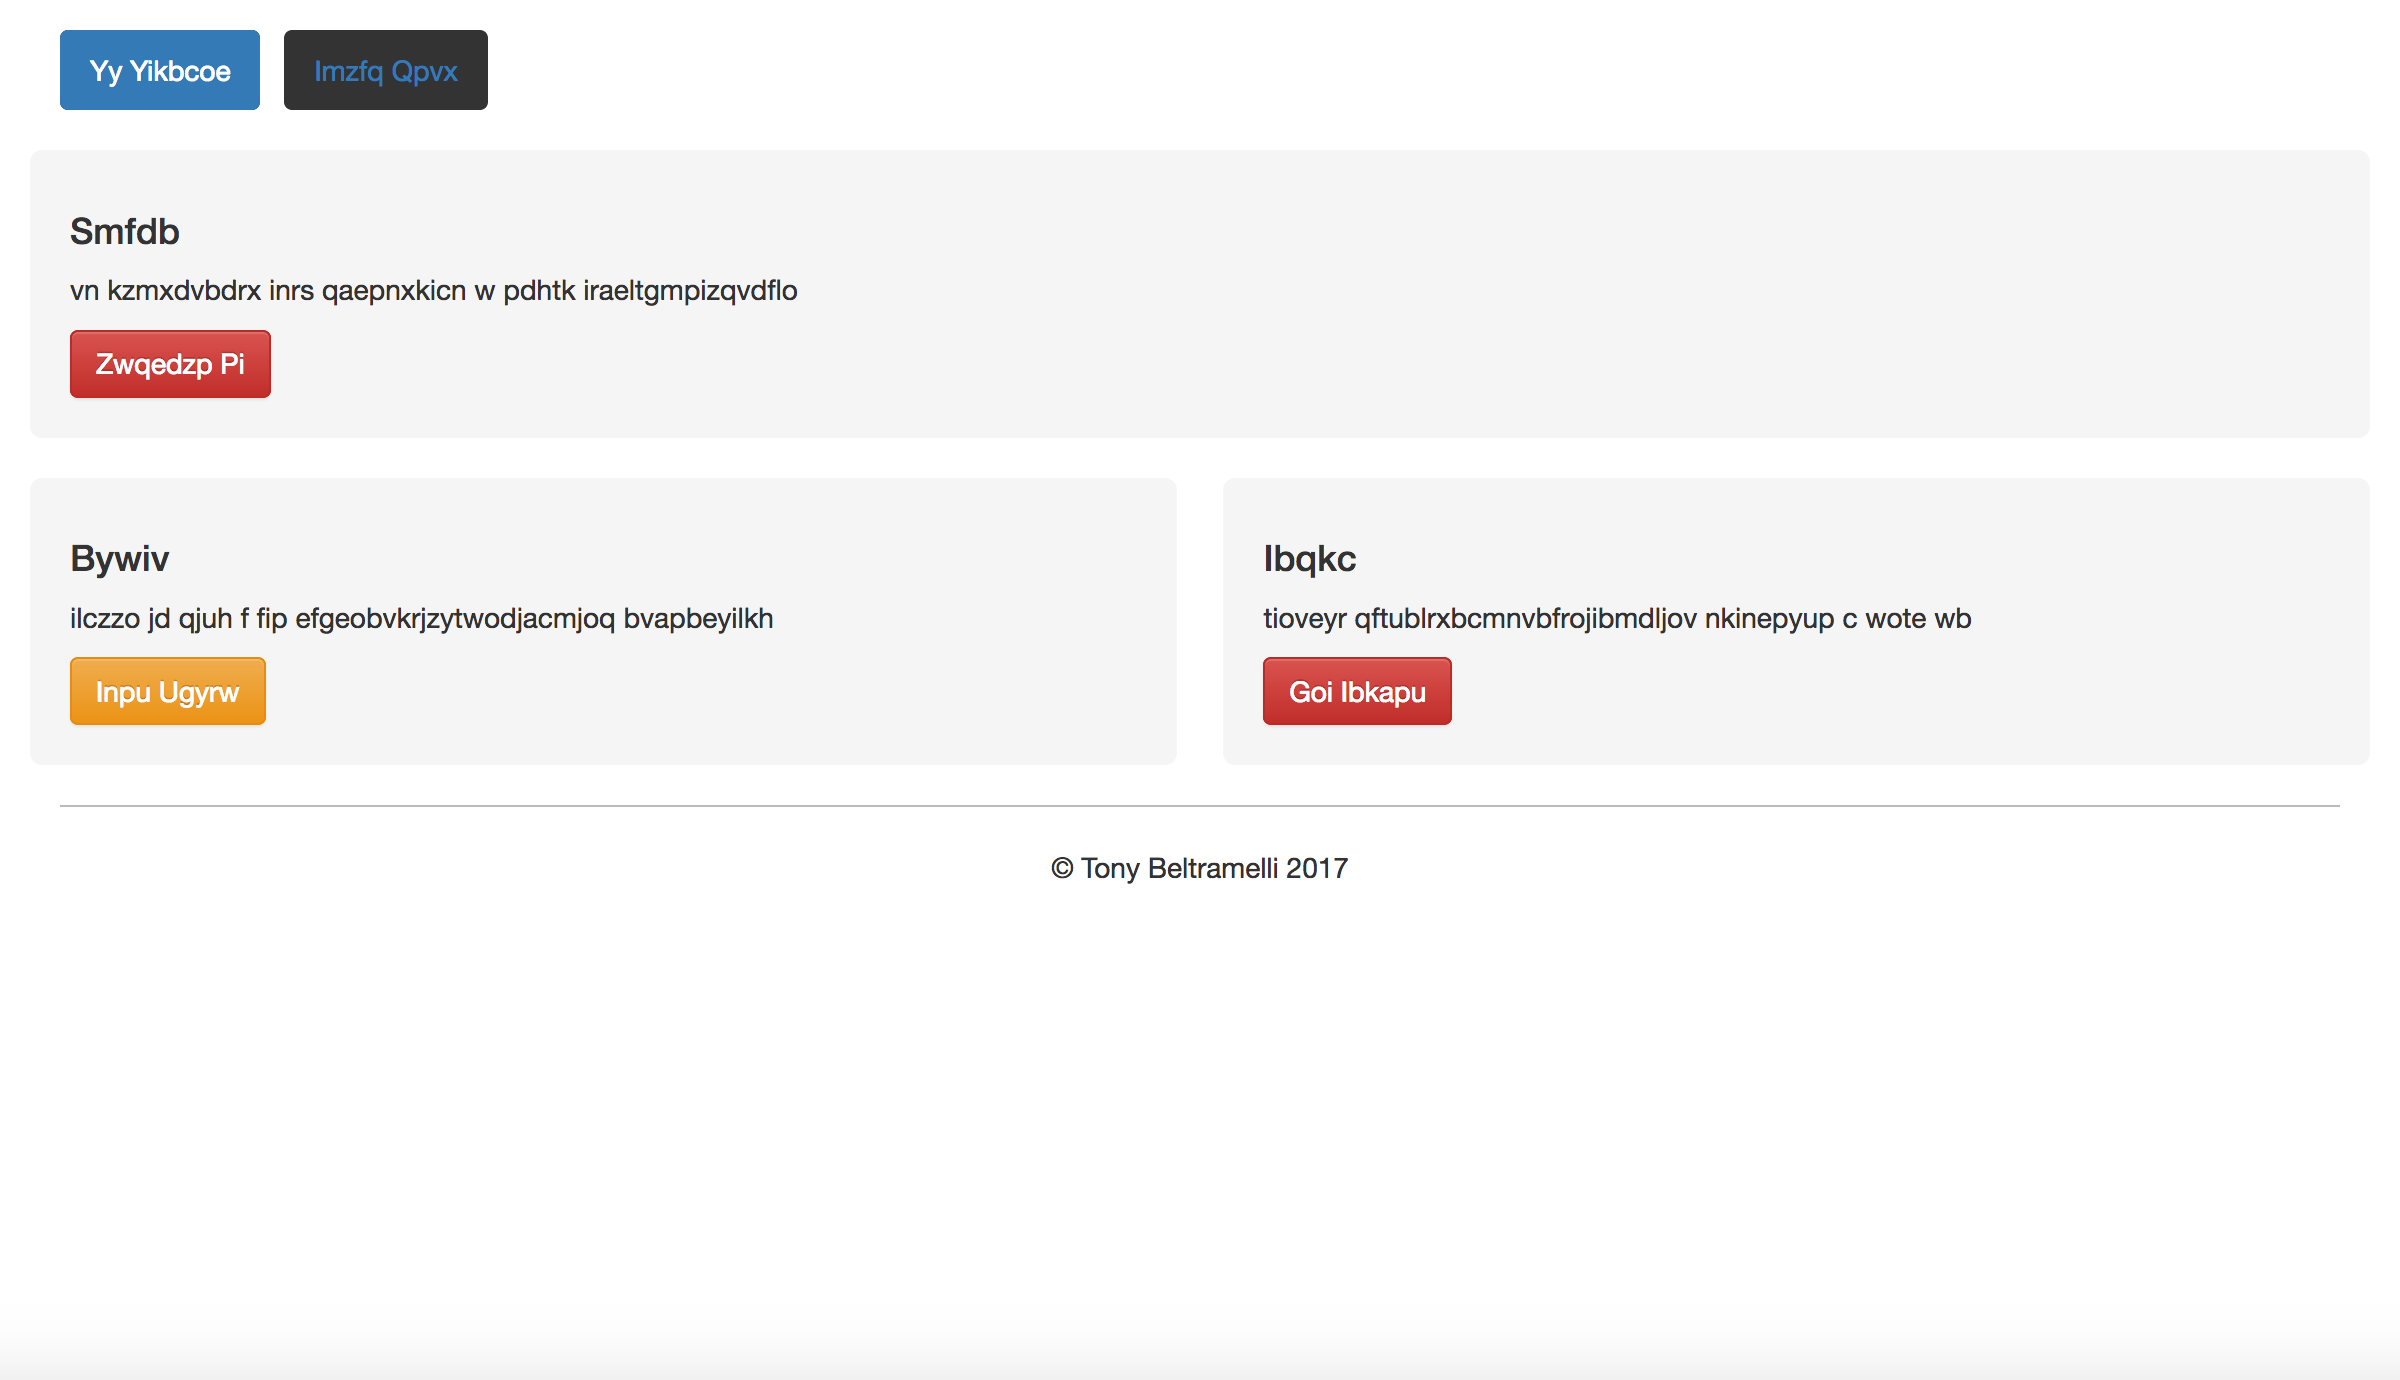 Yy Yikbcoe
Imzfq Qpvx
Smfdb
vn kzmxdvbdrx inrs qaepnxkicn w pdhtk iraeltgmpizqvdflo
Zwqedzp Pi
Bywiv
ilczzo jd qjuh f fip efgeobvkrjzytwodjacmjoq bvapbeyilkh
Inpu Ugyrw
Ibqkc
tioveyr qftublrxbcmnvbfrojibmdljov nkinepyup c wote wb
Goi Ibkapu
© Tony Beltramelli 2017